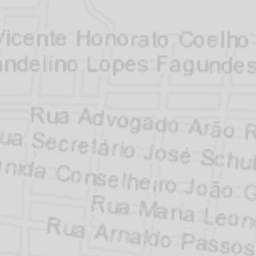 Vicente Honorato Coelho
andelino Lopes Fagundes
Rua Advogado Arão R
ua Secretário José Schul
nida Conselheiro João G
Rua Maria Leon
Rua Arnaldo Passos